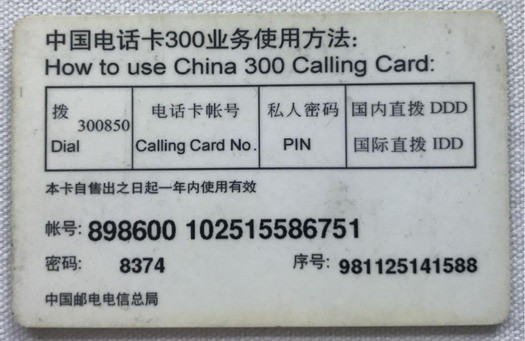 中国电话卡300业务使用方法:
How to use China 300 Calling Card:
拨 300850 Dial
电话卡帐号 Calling Card No.
私人密码 PIN
国内直拨 DDD
国际直拨 IDD
本卡自售出之日起一年内使用有效
帐号: 898600 102515586751
密码: 8374 序号: 981125141588
中国邮电电信总局